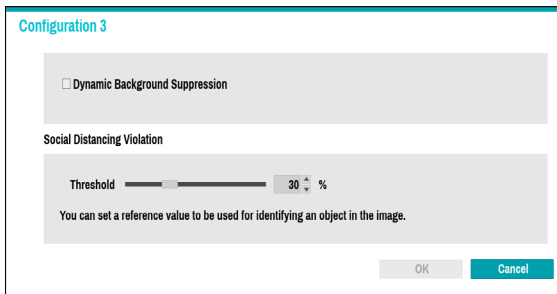 Configuration 3
Dynamic Background Suppression
Social Distancing Violation
Threshold 30 %
You can set a reference value to be used for identifying an object in the image.
OK Cancel